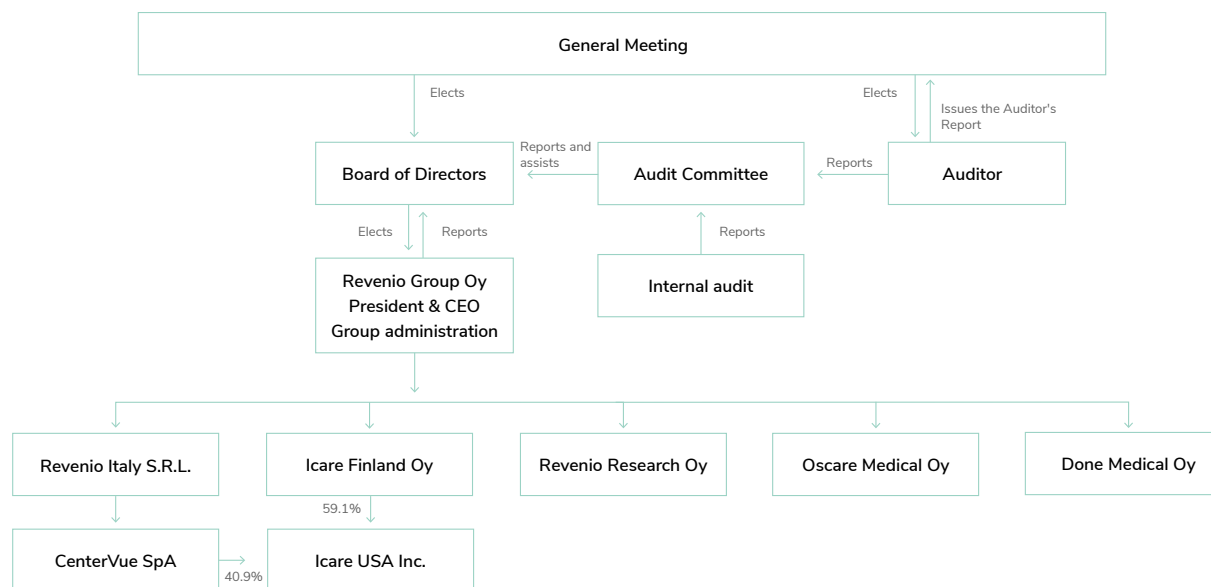 General Meeting
Elects
Elects
Issues the Auditor's
Report
Board of Directors
Reports and
assists
Audit Committee
Reports
Auditor
Elects
Reports
Reports
Revenio Group Oy
President & CEO
Group administration
Internal audit
Revenio Italy S.R.L.
Icare Finland Oy
Revenio Research Oy
Oscare Medical Oy
Done Medical Oy
59.1%
CenterVue SpA
40.9%
Icare USA Inc.